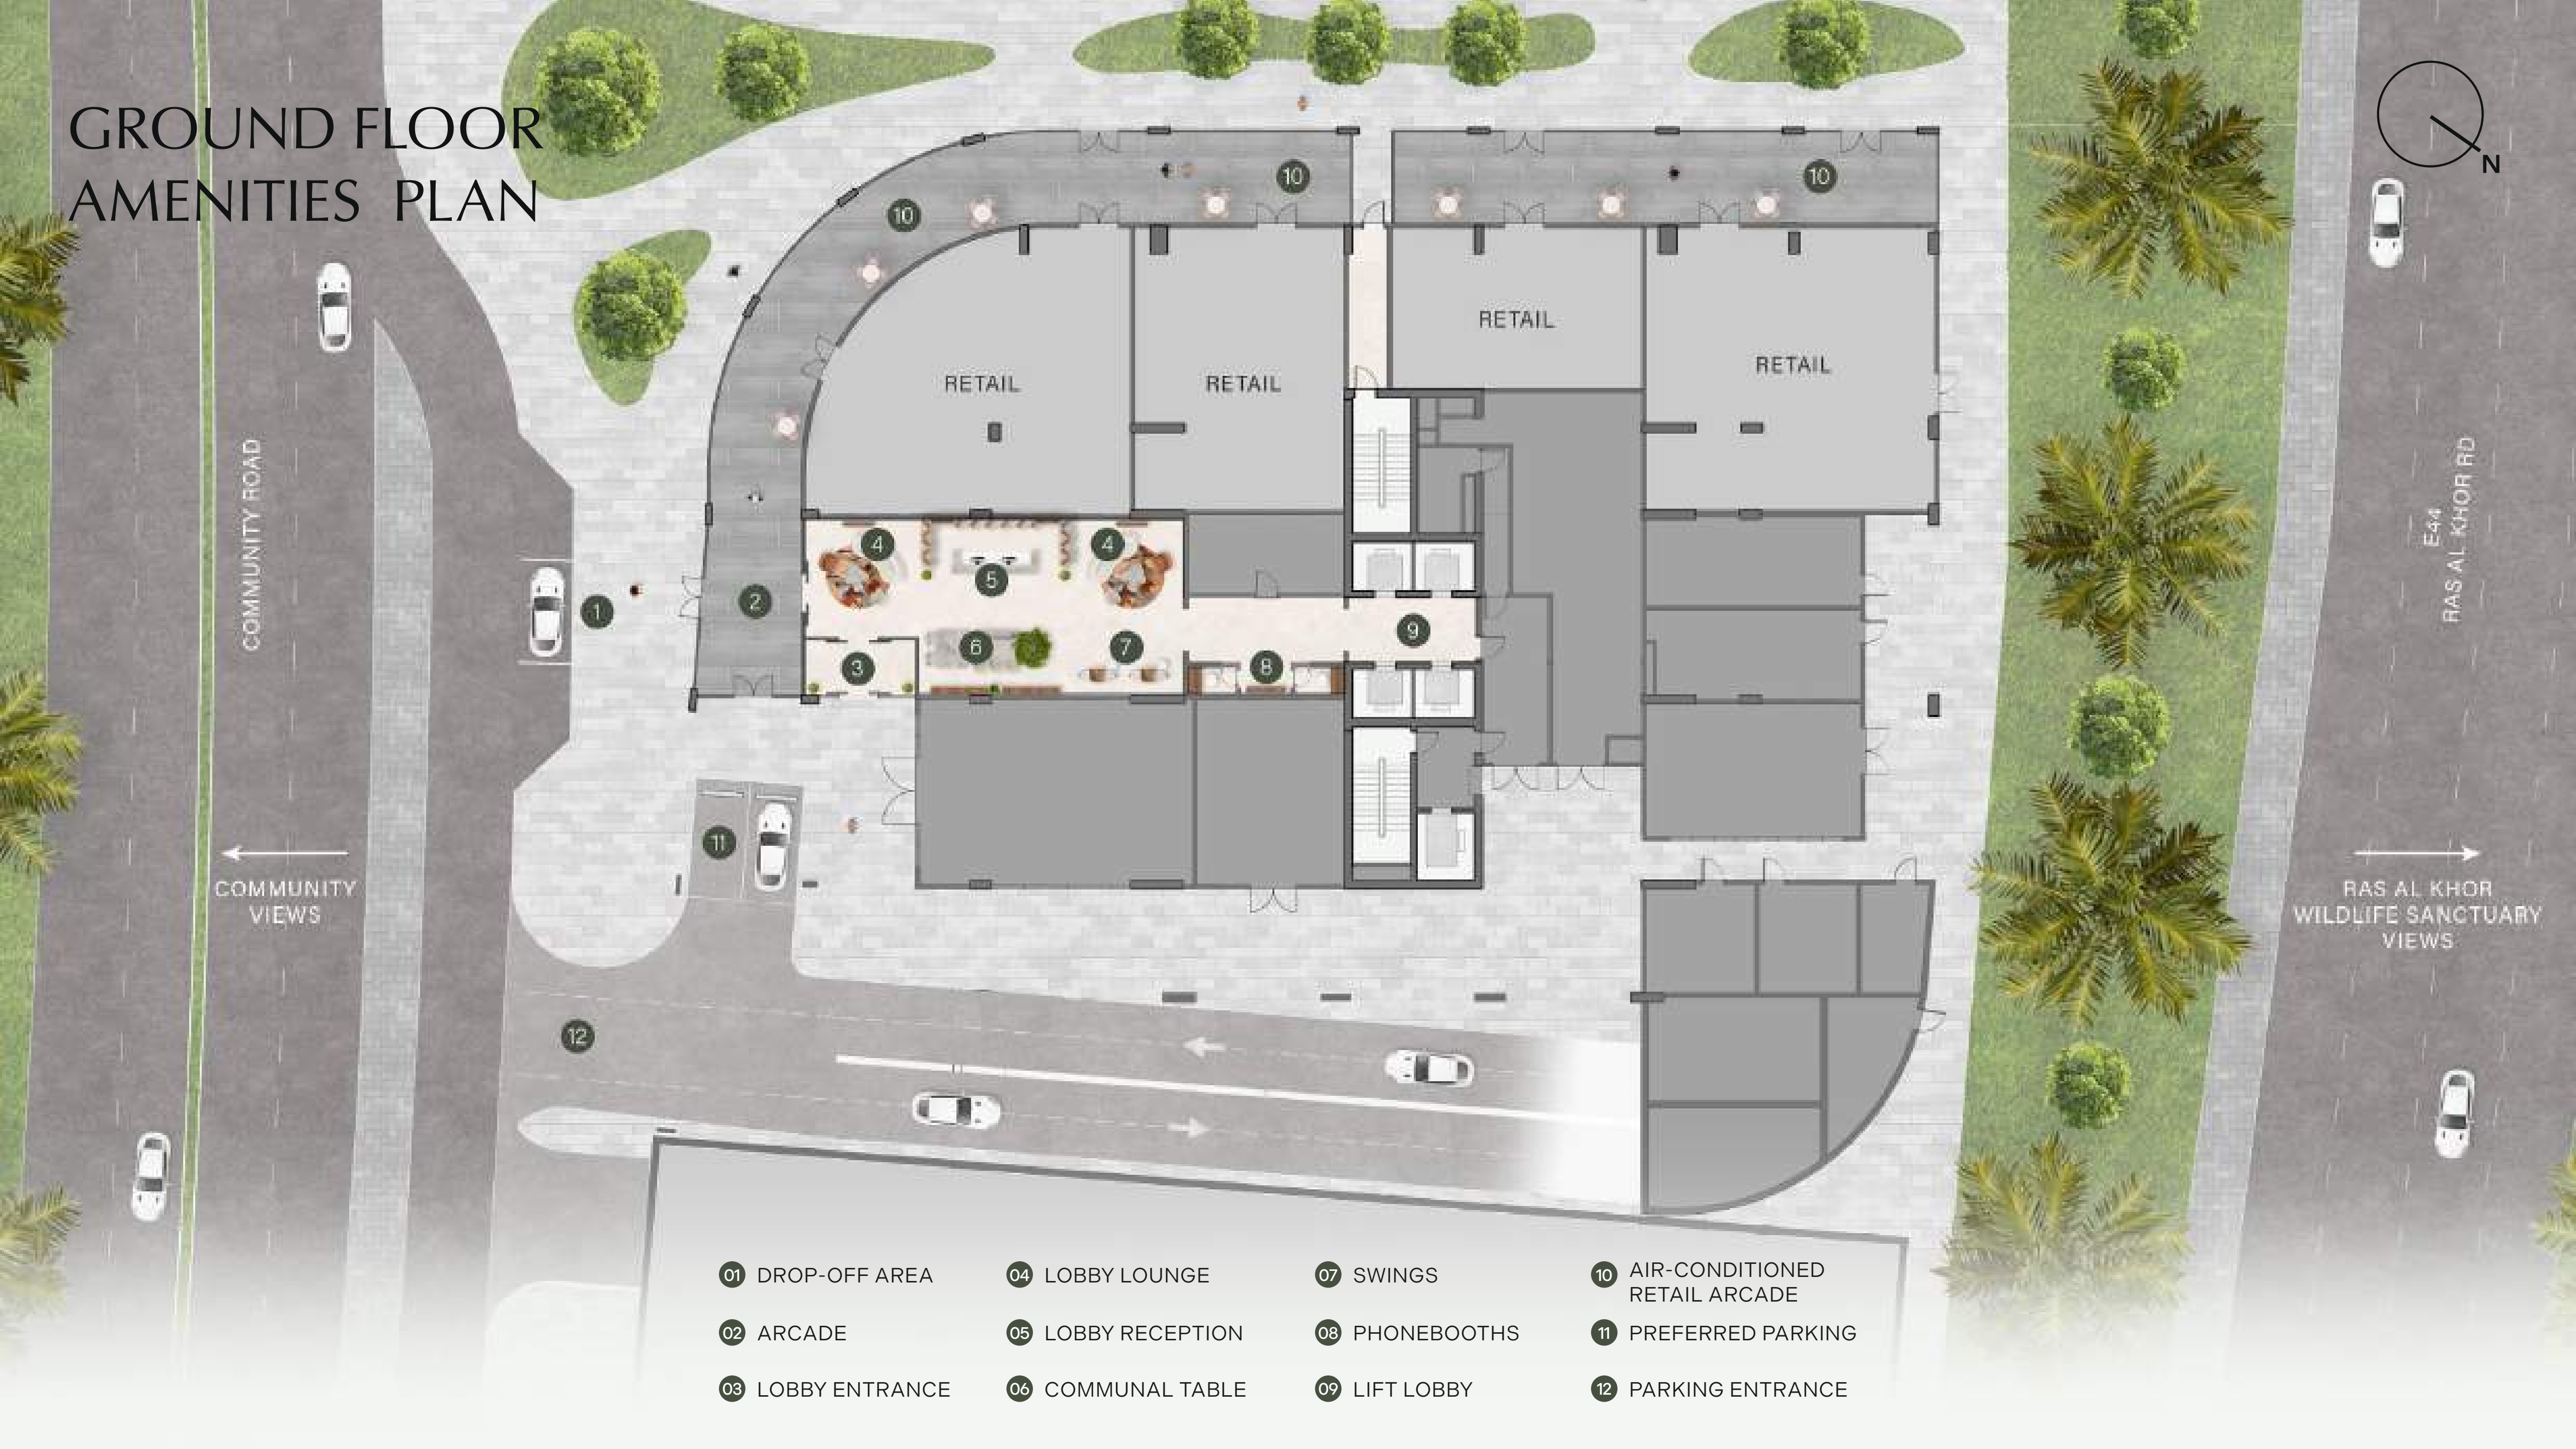 GROUND FLOOR
AMENITIES PLAN
N
10
10
10
RETAIL
RETAIL
RETAIL
RETAIL
COMMUNITY ROAD
E44
RAS AL KHOR RD
4
4
5
1
2
3
6
7
8
9
11
12
COMMUNITY
VIEWS
RAS AL KHOR
WILDLIFE SANCTUARY
VIEWS
01 DROP-OFF AREA
02 ARCADE
03 LOBBY ENTRANCE
04 LOBBY LOUNGE
05 LOBBY RECEPTION
06 COMMUNAL TABLE
07 SWINGS
08 PHONEBOOTHS
09 LIFT LOBBY
10 AIR-CONDITIONED
RETAIL ARCADE
11 PREFERRED PARKING
12 PARKING ENTRANCE